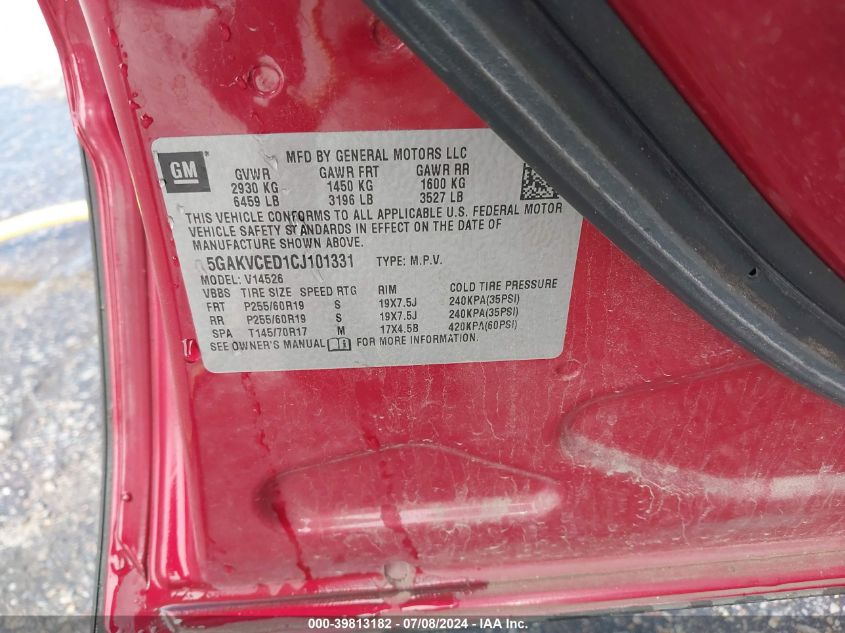 GM
MFD BY GENERAL MOTORS LLC
GVWR GAWR FRT GAWR RR
2930 KG 1450 KG 1600 KG
6459 LB 3196 LB 3527 LB
THIS VEHICLE CONFORMS TO ALL APPLICABLE U.S. FEDERAL MOTOR
VEHICLE SAFETY STANDARDS IN EFFECT ON THE DATE OF
MANUFACTURE SHOWN ABOVE.
5GAKVCED1CJ101331 TYPE: M.P.V.
MODEL: V14526
VBBS TIRE SIZE SPEED RTG RIM COLD TIRE PRESSURE
FRT P255/60R19 S 19X7.5J 240KPA(35PSI)
RR P255/60R19 S 19X7.5J 240KPA(35PSI)
SPA T145/70R17 M 17X4.5B 420KPA(60PSI)
SEE OWNER'S MANUAL FOR MORE INFORMATION.
000-39813182 - 07/08/2024 - IAA Inc.